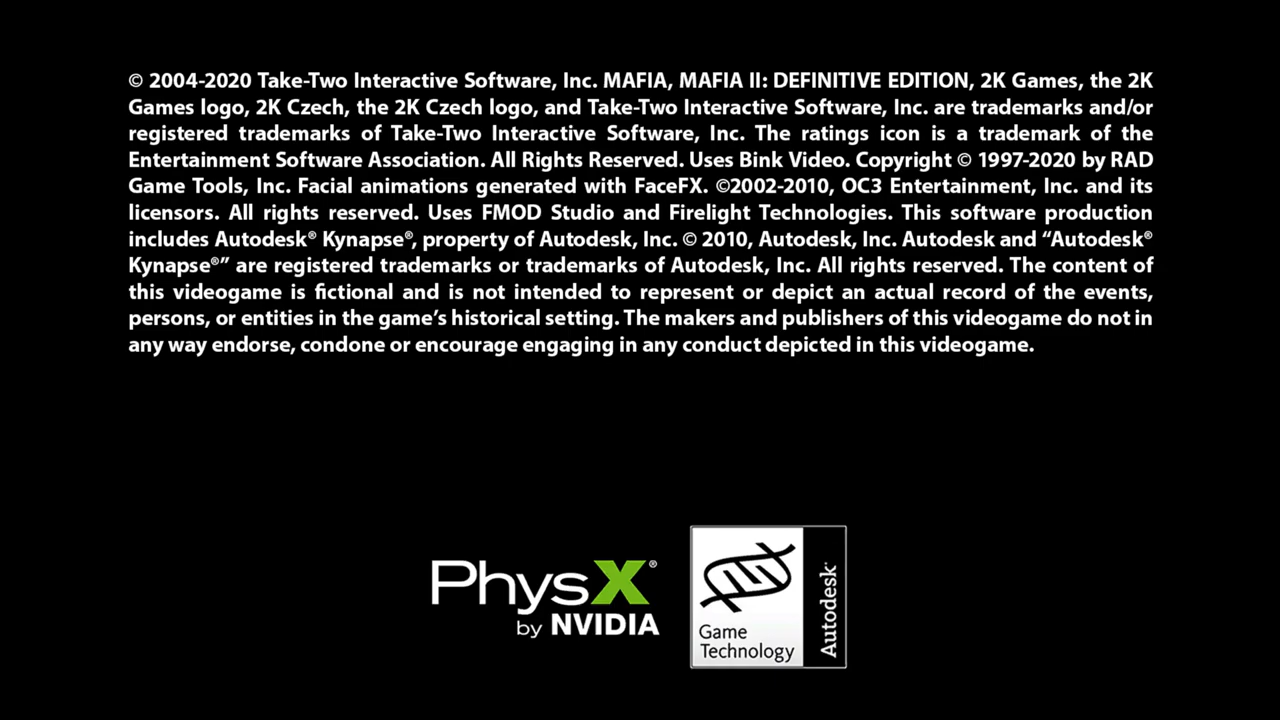 © 2004-2020 Take-Two Interactive Software, Inc. MAFIA, MAFIA II: DEFINITIVE EDITION, 2K Games, the 2K
Games logo, 2K Czech, the 2K Czech logo, and Take-Two Interactive Software, Inc. are trademarks and/or
registered trademarks of Take-Two Interactive Software, Inc. The ratings icon is a trademark of the
Entertainment Software Association. All Rights Reserved. Uses Bink Video. Copyright © 1997-2020 by RAD
Game Tools, Inc. Facial animations generated with FaceFX. ©2002-2010, OC3 Entertainment, Inc. and its
licensors. All rights reserved. Uses FMOD Studio and Firelight Technologies. This software production
includes Autodesk® Kynapse®, property of Autodesk, Inc. © 2010, Autodesk, Inc. Autodesk and “Autodesk®
Kynapse®” are registered trademarks or trademarks of Autodesk, Inc. All rights reserved. The content of
this videogame is fictional and is not intended to represent or depict an actual record of the events,
persons, or entities in the game’s historical setting. The makers and publishers of this videogame do not in
any way endorse, condone or encourage engaging in any conduct depicted in this videogame.
PhysX®
by NVIDIA
Game
Technology
Autodesk